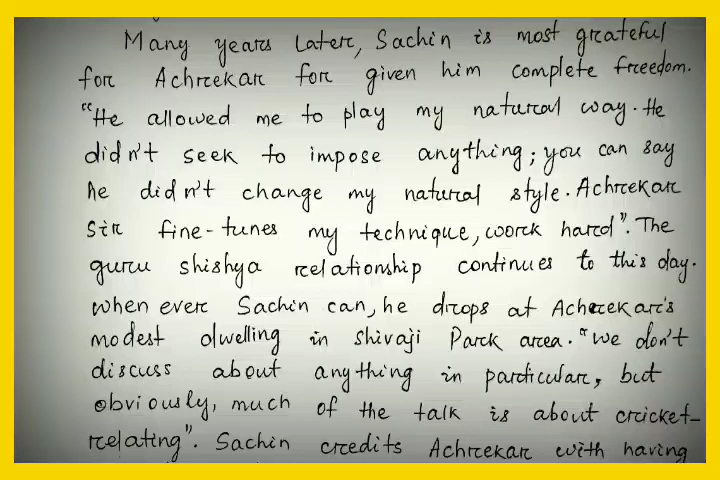 Many years later, Sachin is most grateful
for Achrekar for given him complete freedom.
"He allowed me to play my natural way. He
didn't seek to impose anything; you can say
he didn't change my natural style. Achrekar
sir fine-tunes my technique, work hard". The
guru shishya relationship continues to this day.
when ever Sachin can, he drops at Acherekar's
modest dwelling in shivaji Park area. "we don't
discuss about anything in particular, but
obviously, much of the talk is about cricket-
relating". Sachin credits Achrekar with having